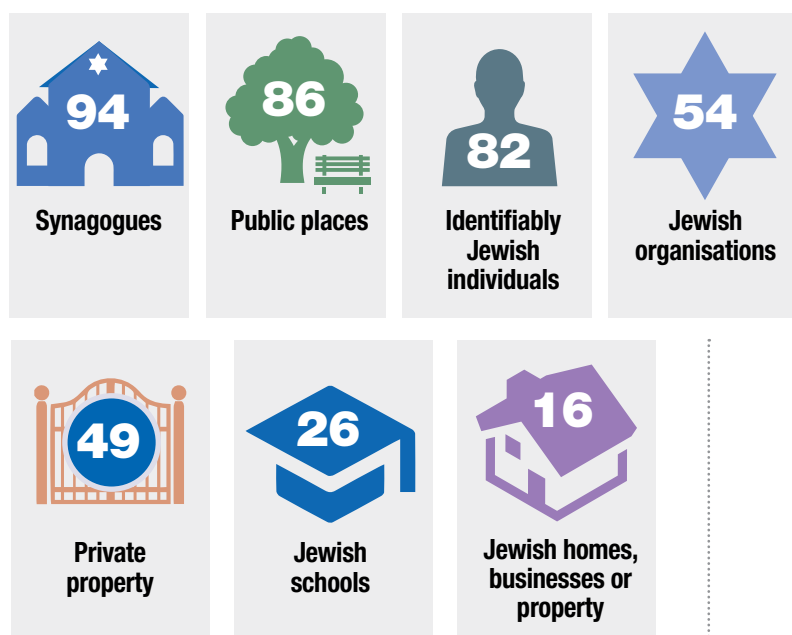 94
Synagogues
86
Public places
82
Identifiably
Jewish
individuals
54
Jewish
organisations
49
Private
property
26
Jewish
schools
16
Jewish homes,
businesses or
property